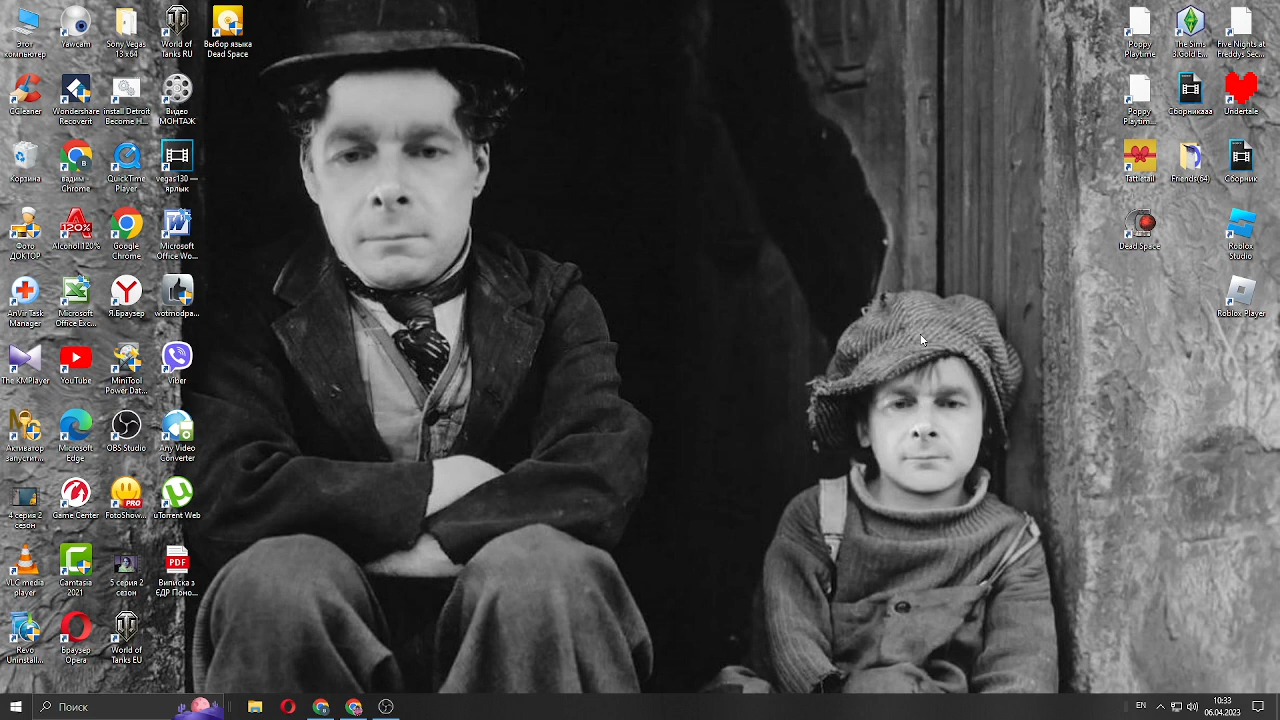 Этот
компьютер
Yawcam
Sony Vegas
13 x64
World of
Tanks RU
Выбор языка
Dead Space
CCleaner
Wondershare
Recoverit
install Detroit
Become ...
Видео
МОНТАЖ
Корзина
вадим -
Chrome
QuickTime
Player
vegas130 —
ярлык
Фото
ДОКТОР
Alcohol120%
Google
Chrome
Microsoft
Office Wo...
AnVir Task
Manager
Microsoft
Office Exc...
Я.Браузер
wotmodpa...
The KMPlayer
YouTube
MiniTool
Power Dat...
Viber
Активатор
запустит...
Microsoft
Edge
OBS Studio
Any Video
Converter
4 серия 2
сезон
Game Center
PRO
FotoShow...
uTorrent Web
VLC media
player
Camtasia
2021
5 серия 2
сезон
PDF
Виписка з
ЄДР Поно...
Revo
Uninstall...
Браузер
Opera
World of
Tanks EU
Poppy
Playtime
The Sims
3.Gold E...
Five Nights at
Freddys Sec...
Poppy
Playtim...
Сборникааа
Undertale
Tattletail
Friends(64)
Сборник
Dead Space
Roblox
Studio
Roblox Player
Поиск
EN
10:33
06.04.2023